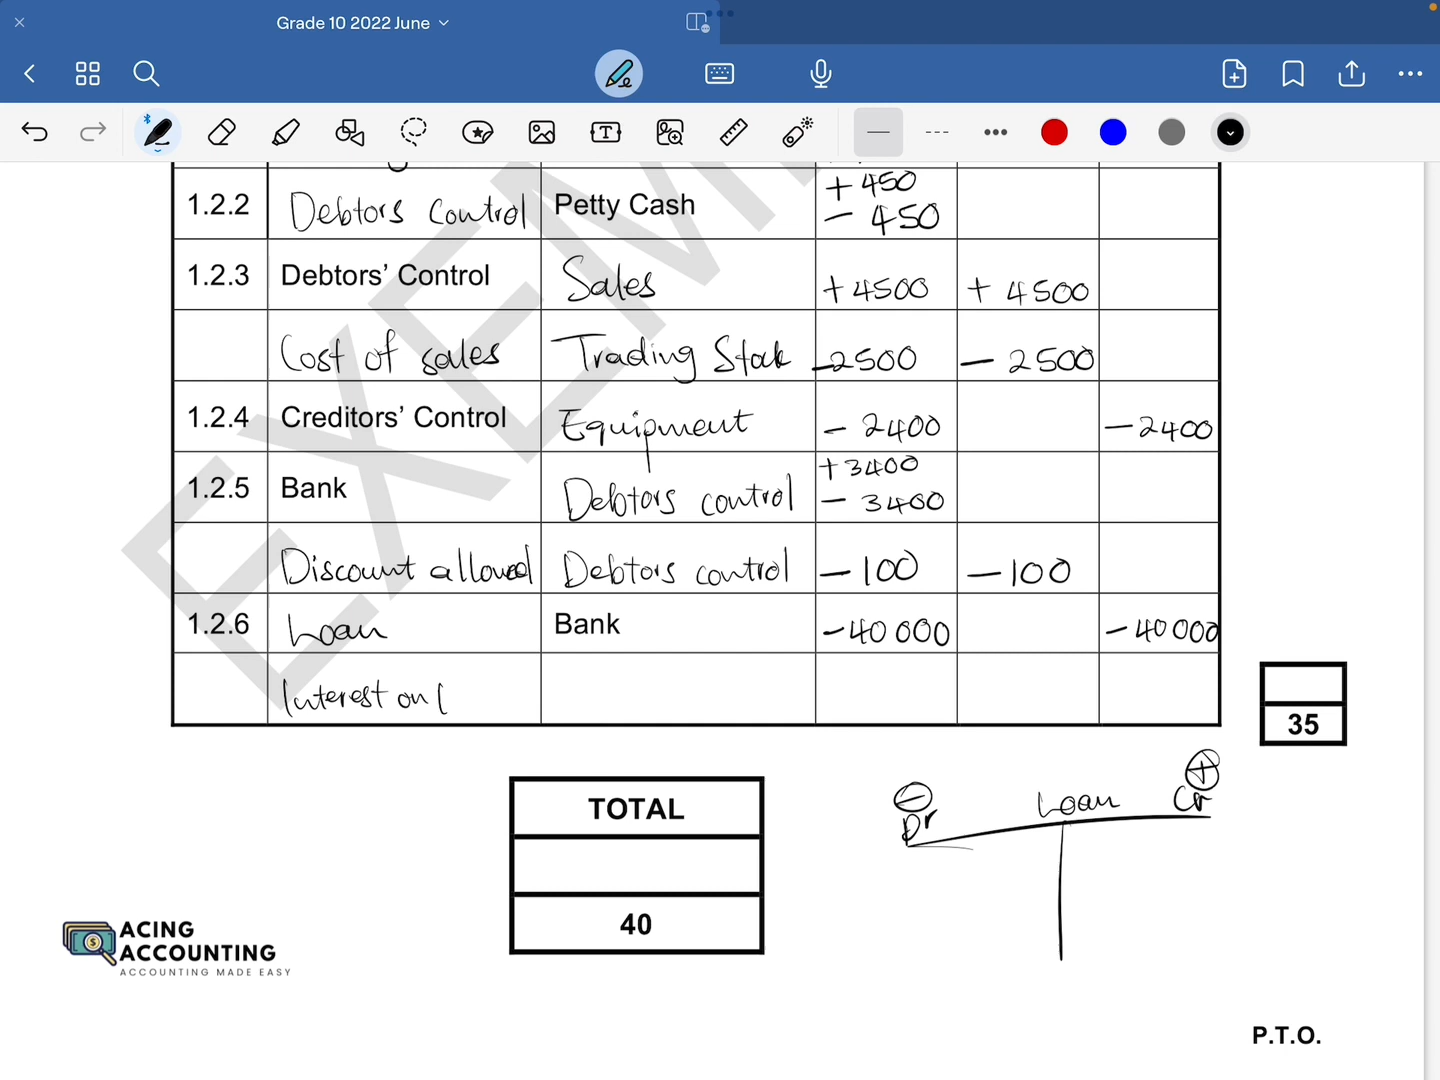 Grade 10 2022 June
1.2.2 Debtors control Petty Cash +450
- 450
1.2.3 Debtors' Control Sales +4500 + 4500
Cost of sales Trading Stock -2500 - 2500
1.2.4 Creditors' Control Equipment - 2400 -2400
1.2.5 Bank Debtors control +3400
- 3400
Discount allowed Debtors control -100 -100
1.2.6 Loan Bank -40 000 -40 000
Interest on l
35
TOTAL
40
- Loan +
Dr Cr
ACING
ACCOUNTING
ACCOUNTING MADE EASY
P.T.O.